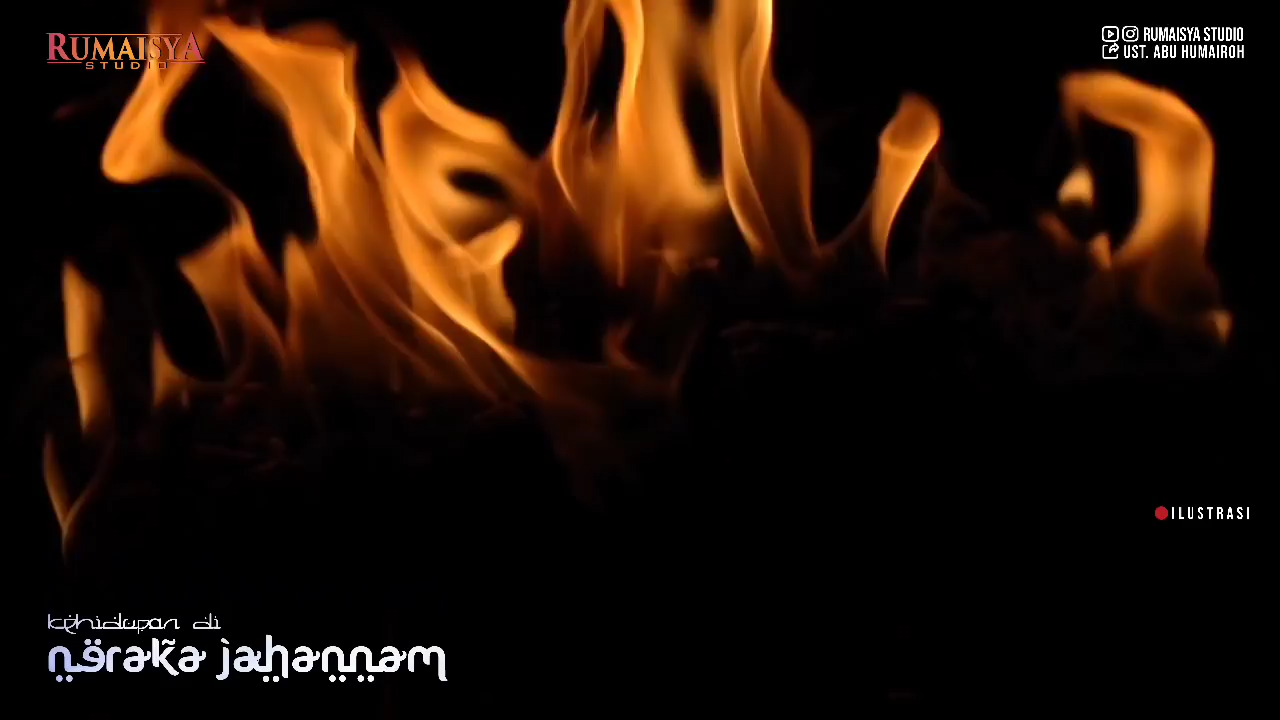 RUMAISYA
STUDIO
RUMAISYA STUDIO
UST. ABU HUMAIROH
ILUSTRASI
kehidupan di
neraka jahannam